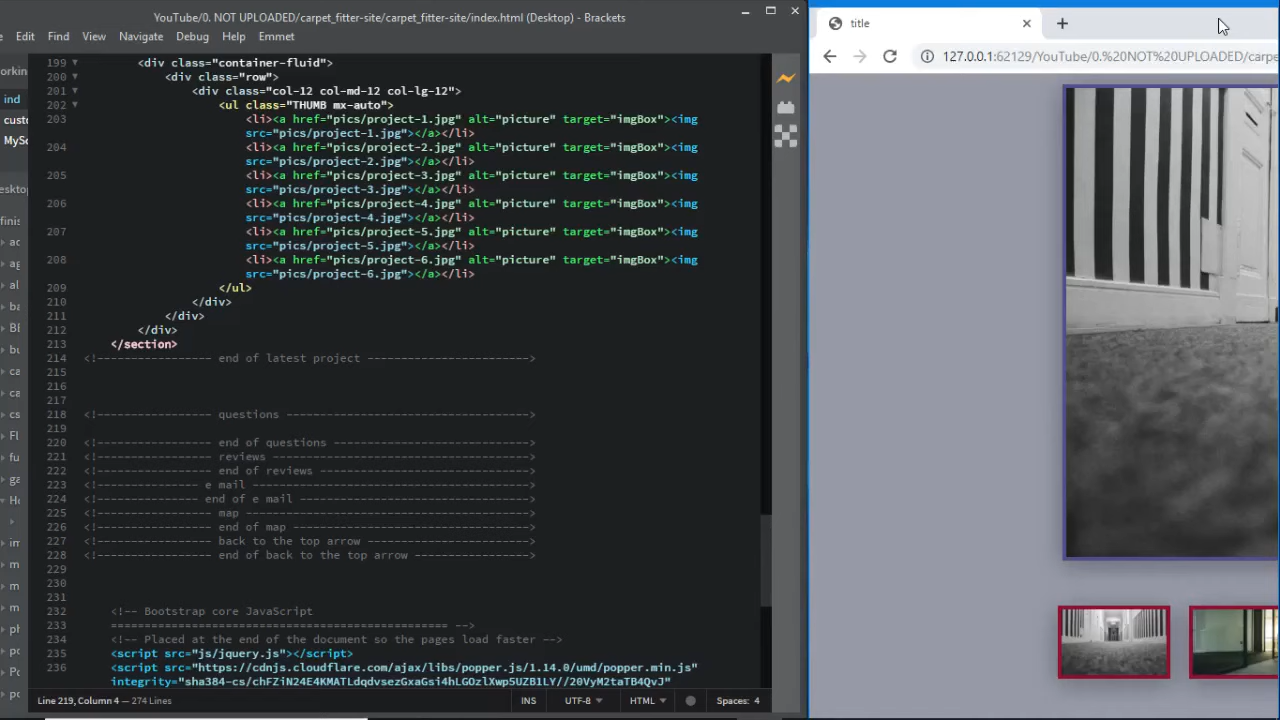 YouTube/0. NOT UPLOADED/carpet_fitter-site/carpet_fitter-site/index.html (Desktop) - Brackets
Edit Find View Navigate Debug Help Emmet
199 <div class="container-fluid">
200 <div class="row">
201 <div class="col-12 col-md-12 col-lg-12">
202 <ul class="THUMB mx-auto">
203 <li><a href="pics/project-1.jpg" alt="picture" target="imgBox"><img
src="pics/project-1.jpg"></a></li>
204 <li><a href="pics/project-2.jpg" alt="picture" target="imgBox"><img
src="pics/project-2.jpg"></a></li>
205 <li><a href="pics/project-3.jpg" alt="picture" target="imgBox"><img
src="pics/project-3.jpg"></a></li>
206 <li><a href="pics/project-4.jpg" alt="picture" target="imgBox"><img
src="pics/project-4.jpg"></a></li>
207 <li><a href="pics/project-5.jpg" alt="picture" target="imgBox"><img
src="pics/project-5.jpg"></a></li>
208 <li><a href="pics/project-6.jpg" alt="picture" target="imgBox"><img
src="pics/project-6.jpg"></a></li>
209 </ul>
210 </div>
211 </div>
212 </div>
213 </section>
214 <!----------------- end of latest project ------------------------->
215
216
217
218 <!----------------- questions ------------------------------------->
219
220 <!----------------- end of questions ------------------------------>
221 <!----------------- reviews --------------------------------------->
222 <!----------------- end of reviews -------------------------------->
223 <!---------------- e mail ----------------------------------------->
224 <!---------------- end of e mail ---------------------------------->
225 <!----------------- map ------------------------------------------->
226 <!----------------- end of map ------------------------------------>
227 <!----------------- back to the top arrow ------------------------->
228 <!----------------- end of back to the top arrow ------------------>
229
230
231
232 <!-- Bootstrap core JavaScript
233 ================================================== -->
234 <!-- Placed at the end of the document so the pages load faster -->
235 <script src="js/jquery.js"></script>
236 <script src="https://cdnjs.cloudflare.com/ajax/libs/popper.js/1.14.0/umd/popper.min.js"
integrity="sha384-cs/chFZiN24E4KMATLdqdvsezGxaGsi4hLGOzlXwp5UZB1LY//20VyM2taTB4QvJ"
Line 219, Column 4 — 274 Lines
INS UTF-8 HTML Spaces: 4
title
127.0.0.1:62129/YouTube/0.%20NOT%20UPLOADED/carpe